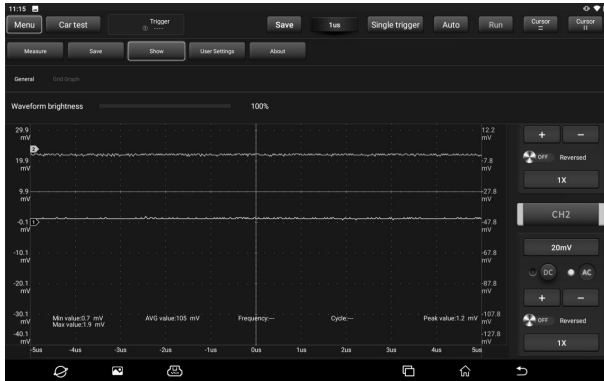 11:15
Menu Car test Trigger ① ---- Save 1us Single trigger Auto Run Cursor = Cursor II
Measure Save Show User Settings About
General Grid Graph
Waveform brightness 100%
29.9 mV 12.2 mV
2
19.9 mV -7.8 mV
9.9 mV -27.8 mV
1
-0.1 mV -47.8 mV
-10.1 mV -67.8 mV
-20.1 mV -87.8 mV
-30.1 mV -107.8 mV
Min value:0.7 mV AVG value:105 mV Frequency:--- Cycle:--- Peak value:1.2 mV
Max value:1.9 mV
-40.1 mV -127.8 mV
-5us -4us -3us -2us -1us 0us 1us 2us 3us 4us 5us
+ −
OFF Reversed
1X
CH2
20mV
DC AC
+ −
OFF Reversed
1X